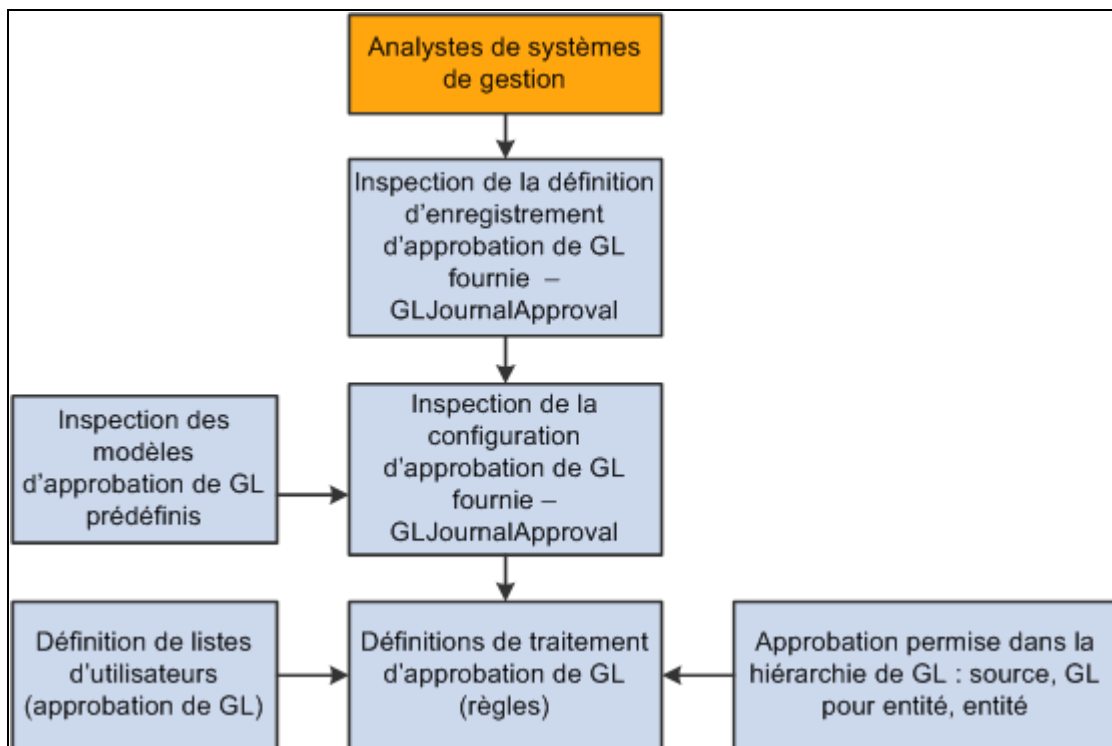 Analystes de systèmes
de gestion
Inspection de la définition
d'enregistrement
d'approbation de GL
fournie –
GLJournalApproval
Inspection des
modèles
d'approbation de GL
prédéfinis
Inspection de la
configuration
d'approbation de GL
fournie –
GLJournalApproval
Définition de listes
d'utilisateurs
(approbation de GL)
Définitions de traitement
d'approbation de GL
(règles)
Approbation permise dans la
hiérarchie de GL : source, GL
pour entité, entité